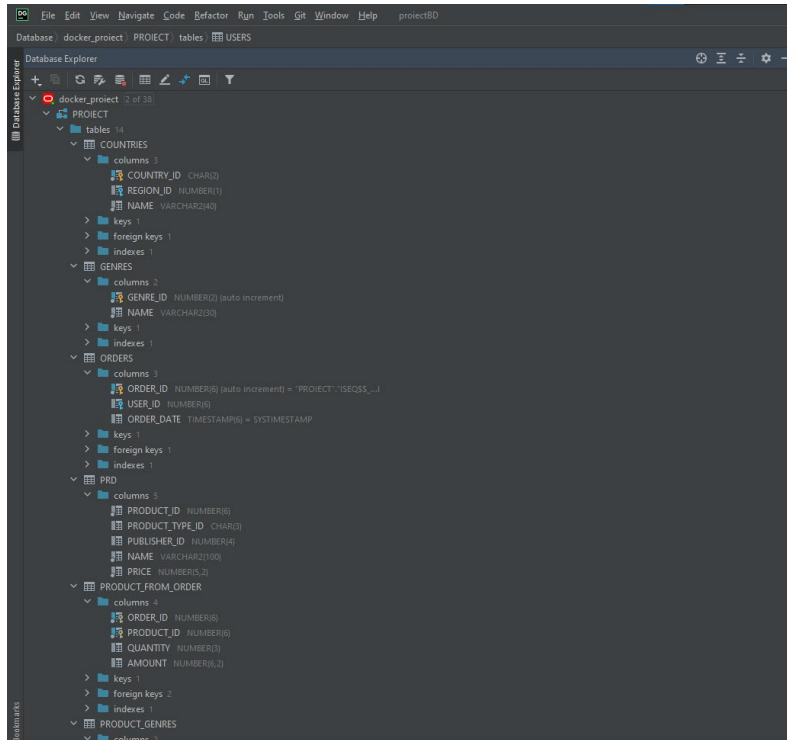 DG File Edit View Navigate Code Refactor Run Tools Git Window Help proiectBD
Database docker_proiect PROIECT tables USERS
Database Explorer
Database Explorer
docker_proiect 2 of 38
PROIECT
tables 14
COUNTRIES
columns 3
COUNTRY_ID CHAR(2)
REGION_ID NUMBER(1)
NAME VARCHAR2(40)
keys 1
foreign keys 1
indexes 1
GENRES
columns 2
GENRE_ID NUMBER(2) (auto increment)
NAME VARCHAR2(30)
keys 1
indexes 1
ORDERS
columns 3
ORDER_ID NUMBER(6) (auto increment) = "PROIECT"."ISEQ$$_...l
USER_ID NUMBER(6)
ORDER_DATE TIMESTAMP(6) = SYSTIMESTAMP
keys 1
foreign keys 1
indexes 1
PRD
columns 5
PRODUCT_ID NUMBER(6)
PRODUCT_TYPE_ID CHAR(3)
PUBLISHER_ID NUMBER(4)
NAME VARCHAR2(100)
PRICE NUMBER(5,2)
PRODUCT_FROM_ORDER
columns 4
ORDER_ID NUMBER(6)
PRODUCT_ID NUMBER(6)
QUANTITY NUMBER(3)
AMOUNT NUMBER(6,2)
keys 1
foreign keys 2
indexes 1
Bookmarks
PRODUCT_GENRES
columns